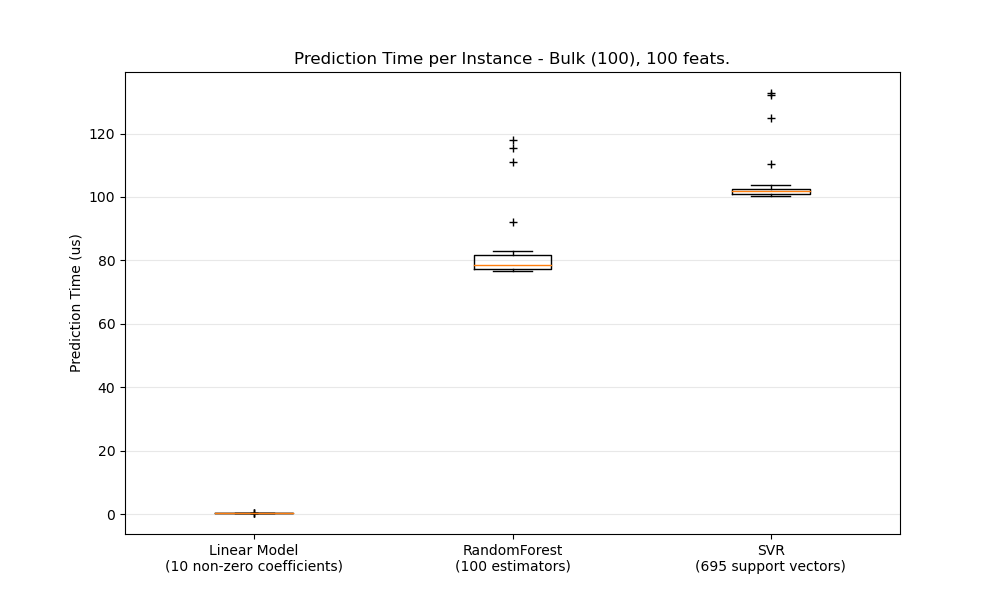 Prediction Time per Instance - Bulk (100), 100 feats.
Prediction Time (us)
120
100
80
60
40
20
0
Linear Model
(10 non-zero coefficients)
RandomForest
(100 estimators)
SVR
(695 support vectors)